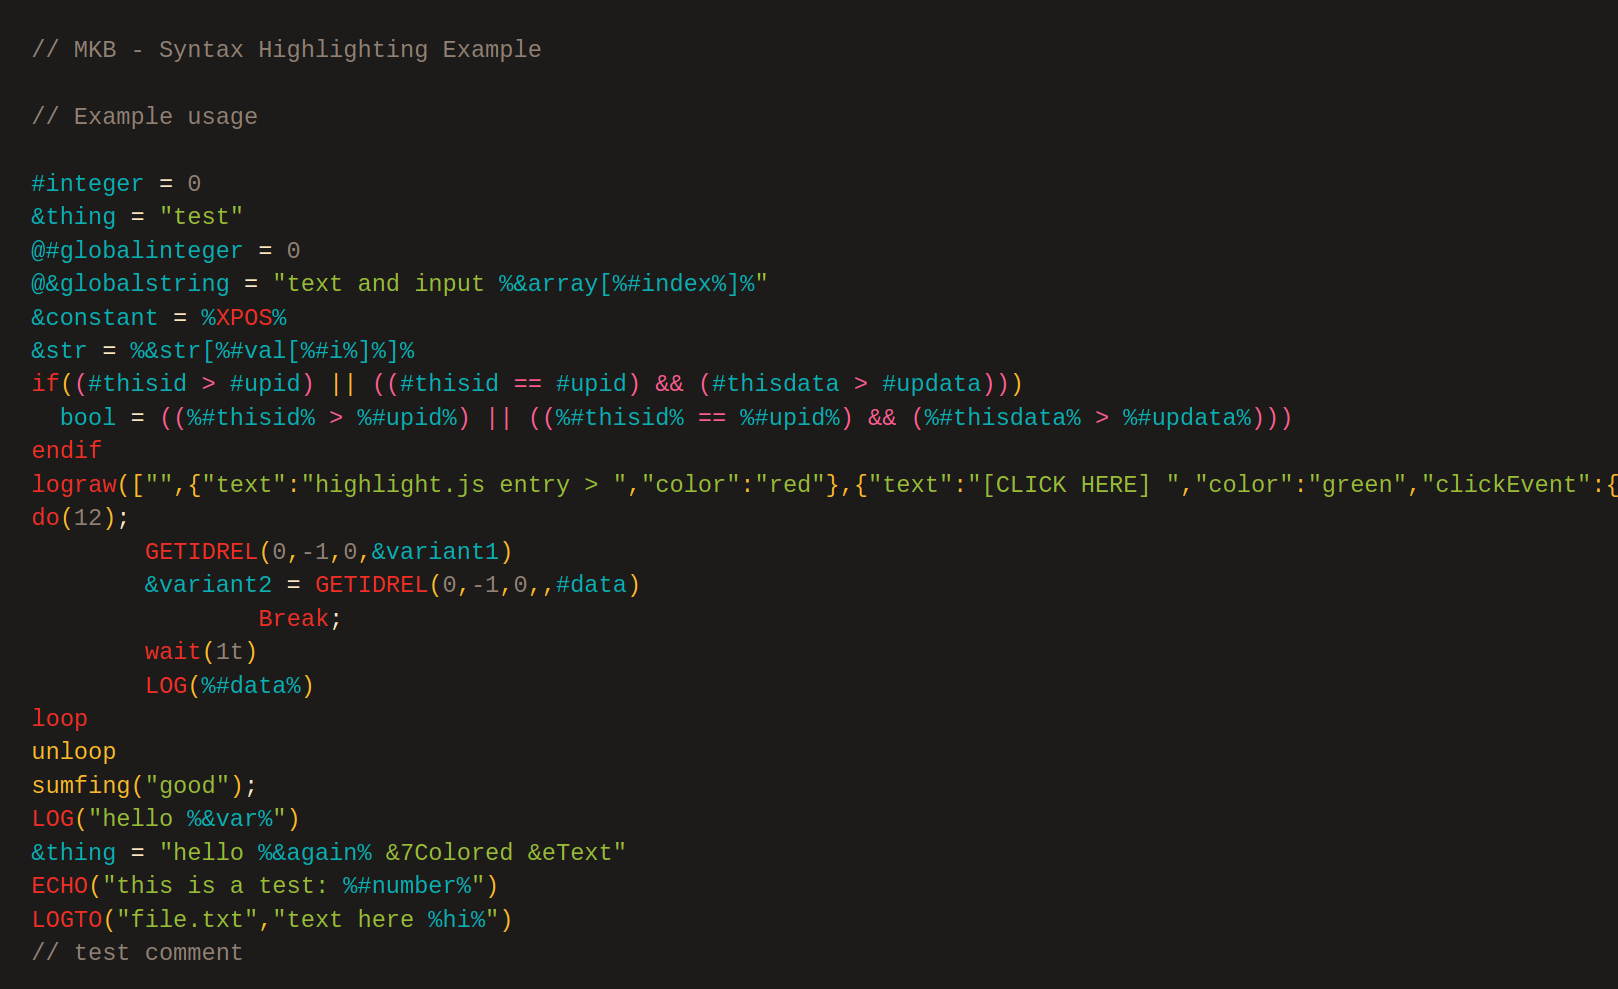 // MKB - Syntax Highlighting Example

// Example usage

#integer = 0
&thing = "test"
@#globalinteger = 0
@&globalstring = "text and input %&array[%#index%]%"
&constant = %XPOS%
&str = %&str[%#val[%#i%]%]%
if((#thisid > #upid) || ((#thisid == #upid) && (#thisdata > #updata)))
  bool = ((%#thisid% > %#upid%) || ((%#thisid% == %#upid%) && (%#thisdata% > %#updata%)))
endif
lograw(["",{"text":"highlight.js entry > ","color":"red"},{"text":"[CLICK HERE] ","color":"green","clickEvent":{
do(12);
        GETIDREL(0,-1,0,&variant1)
        &variant2 = GETIDREL(0,-1,0,,#data)
                Break;
        wait(1t)
        LOG(%#data%)
loop
unloop
sumfing("good");
LOG("hello %&var%")
&thing = "hello %&again% &7Colored &eText"
ECHO("this is a test: %#number%")
LOGTO("file.txt","text here %hi%")
// test comment